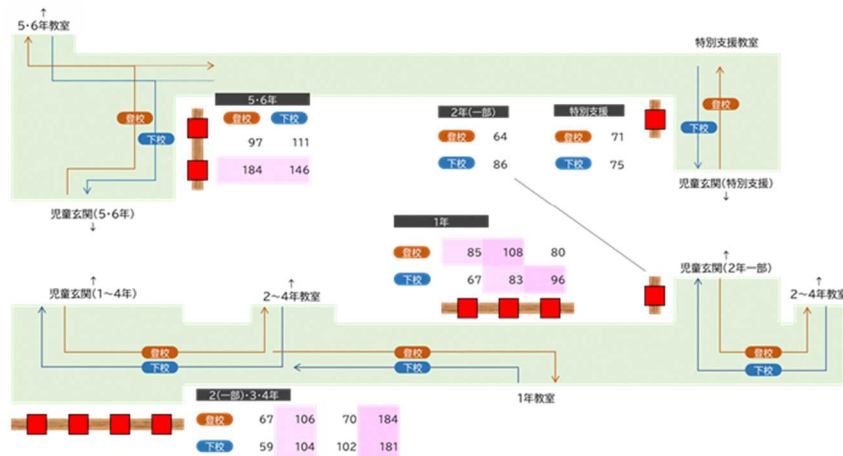 ↑
5・6年教室
特別支援教室
5・6年
登校 下校
97 111
184 146
2年(一部)
登校 64
下校 86
特別支援
登校 71
下校 75
登校
下校
登校
下校
児童玄関(5・6年)
↓
児童玄関(特別支援)
↓
1年
登校 85 108 80
下校 67 83 96
↑
児童玄関(1～4年)
↑
2～4年教室
↑
児童玄関(2年一部)
↑
2～4年教室
登校
下校
登校
下校
登校
下校
1年教室
2(一部)・3・4年
登校 67 106 70 184
下校 59 104 102 181